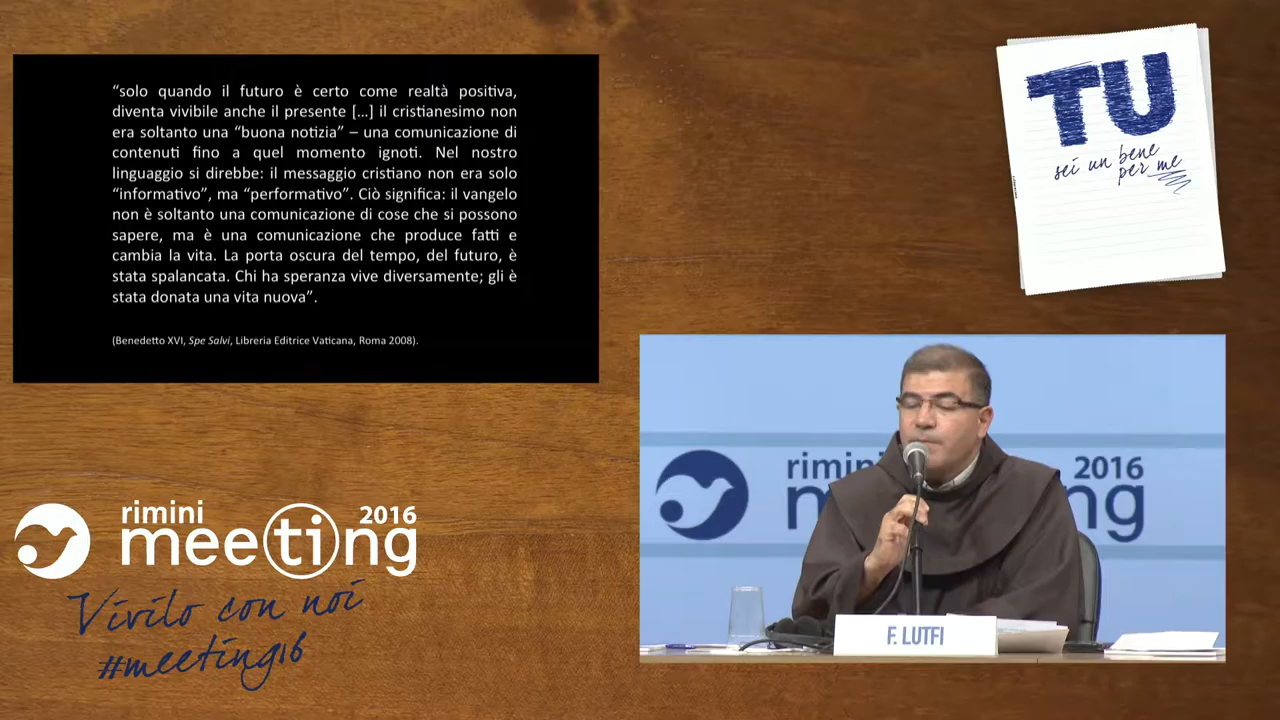 “solo quando il futuro è certo come realtà positiva,
diventa vivibile anche il presente [...] il cristianesimo non
era soltanto una “buona notizia” – una comunicazione di
contenuti fino a quel momento ignoti. Nel nostro
linguaggio si direbbe: il messaggio cristiano non era solo
“informativo”, ma “performativo”. Ciò significa: il vangelo
non è soltanto una comunicazione di cose che si possono
sapere, ma è una comunicazione che produce fatti e
cambia la vita. La porta oscura del tempo, del futuro, è
stata spalancata. Chi ha speranza vive diversamente; gli è
stata donata una vita nuova”.
(Benedetto XVI, Spe Salvi, Libreria Editrice Vaticana, Roma 2008).
TU
sei un bene
per me
rimini 2016
meeting
Vivilo con noi
#meeting16
2016
F. LUTFI